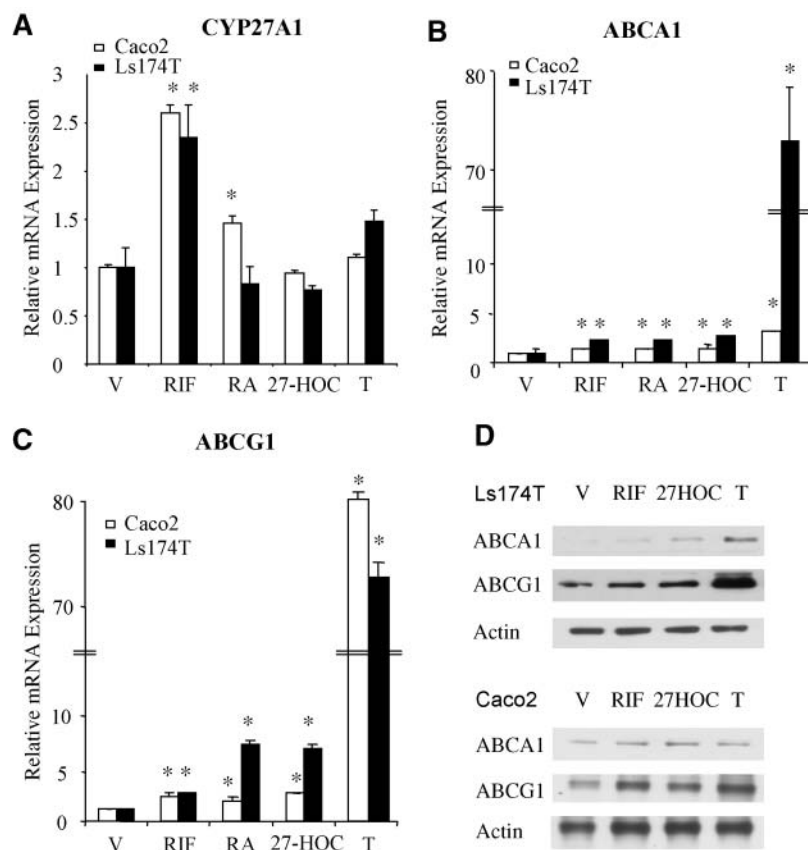 A
CYP27A1
Caco2
Ls174T
Relative mRNA Expression
3
2.5
2
1.5
1
0.5
0
* *
*
V RIF RA 27-HOC T
B
ABCA1
Caco2
Ls174T
Relative mRNA Expression
80
70
10
5
0
* *
* *
* *
*
*
V RIF RA 27-HOC T
C
ABCG1
Caco2
Ls174T
Relative mRNA Expression
80
70
10
5
0
* *
*
*
*
*
*
*
V RIF RA 27-HOC T
D
Ls174T V RIF 27HOC T
ABCA1
ABCG1
Actin
Caco2 V RIF 27HOC T
ABCA1
ABCG1
Actin